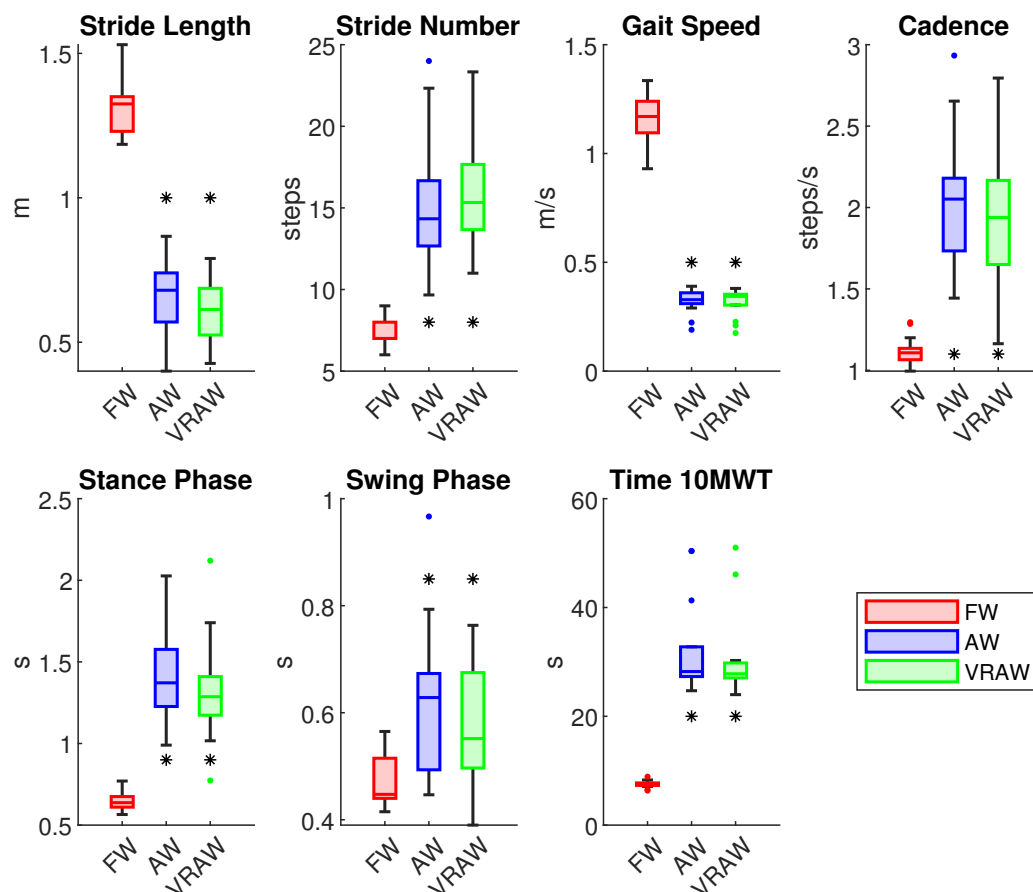 Stride Length
Stride Number
Gait Speed
Cadence
1.5
1
0.5
m
FW
AW
VRAW
25
20
15
10
5
steps
FW
AW
VRAW
1.5
1
0.5
0
m/s
FW
AW
VRAW
3
2
1
steps/s
FW
AW
VRAW
Stance Phase
Swing Phase
Time 10MWT
2.5
2
1.5
1
0.5
s
FW
AW
VRAW
1
0.8
0.6
0.4
s
FW
AW
VRAW
60
40
20
0
s
FW
AW
VRAW
FW
AW
VRAW